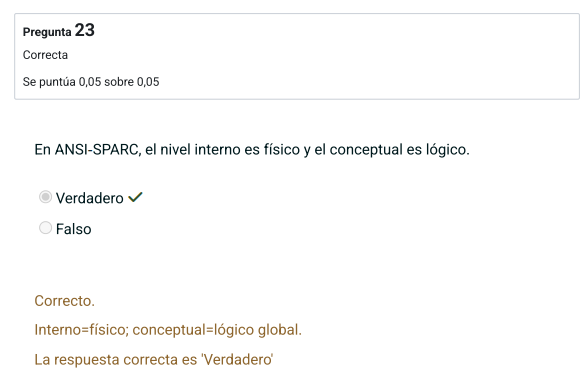 Pregunta 23
Correcta
Se puntúa 0,05 sobre 0,05
En ANSI-SPARC, el nivel interno es físico y el conceptual es lógico.
Verdadero
Falso
Correcto.
Interno=físico; conceptual=lógico global.
La respuesta correcta es 'Verdadero'